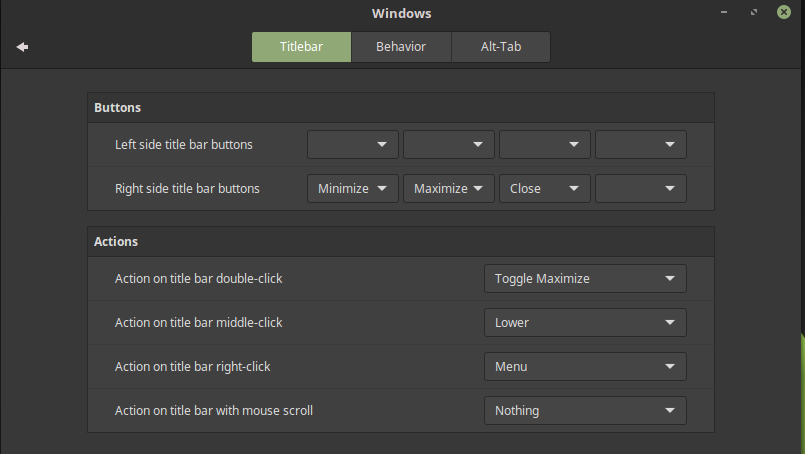 Windows
Titlebar Behavior Alt-Tab
Buttons
Left side title bar buttons
Right side title bar buttons Minimize Maximize Close
Actions
Action on title bar double-click Toggle Maximize
Action on title bar middle-click Lower
Action on title bar right-click Menu
Action on title bar with mouse scroll Nothing